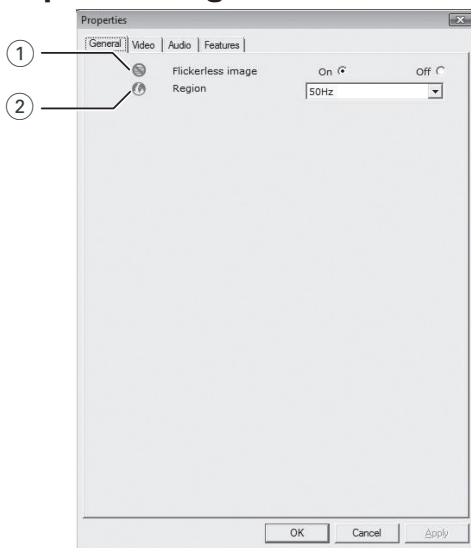 Properties
General Video Audio Features
1 Flickerless image On Off
2 Region 50Hz
OK Cancel Apply